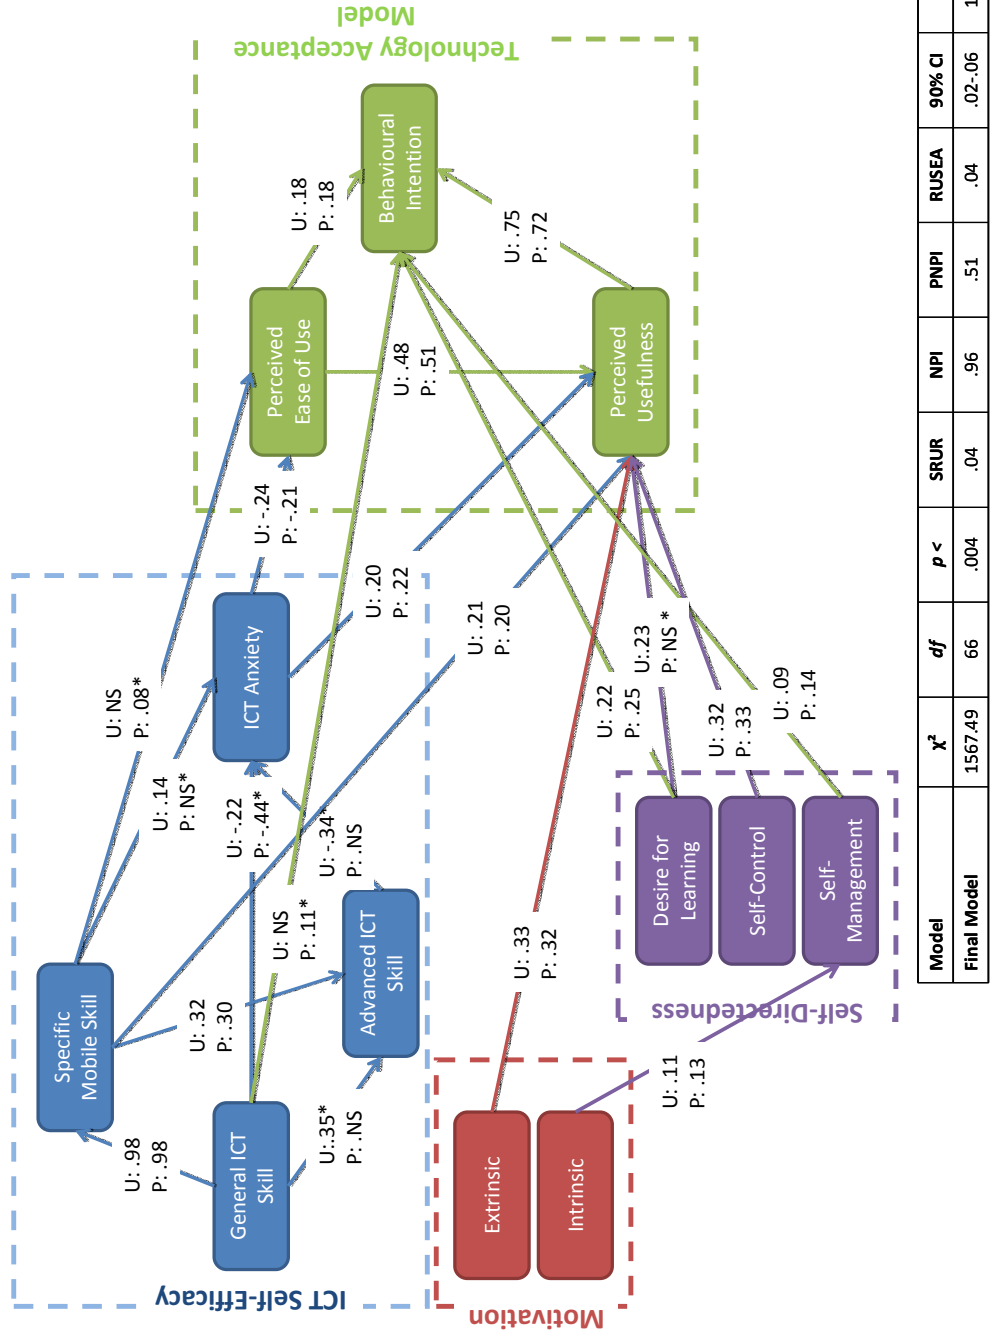 ICT Self-Efficacy
General ICT
Skill
Specific
Mobile Skill
Advanced ICT
Skill
ICT Anxiety
U: .98
P: .98
U:.35*
P: .NS
U: .32
P: .30
U: -.22
P: -.44*
U: -.34*
P: .NS
U: .14
P: NS*
U: NS
P: .08*
U: NS
P: .11*
U: -.24
P: -.21
U: .20
P: .22
U: .21
P: .20
Motivation
Extrinsic
Intrinsic
U: .33
P: .32
U: .11
P: .13
Self-Directedness
Desire for
Learning
Self-Control
Self-
Management
U: .22
P: .25
U:.23
P: NS *
U: .32
P: .33
U: .09
P: .14
Technology Acceptance
Model
Perceived
Ease of Use
Perceived
Usefulness
Behavioural
Intention
U: .18
P: .18
U: .48
P: .51
U: .75
P: .72
Model χ² df p < SRUR NPI PNPI RUSEA 90% CI
Final Model 1567.49 66 .004 .04 .96 .51 .04 .02-.06 1